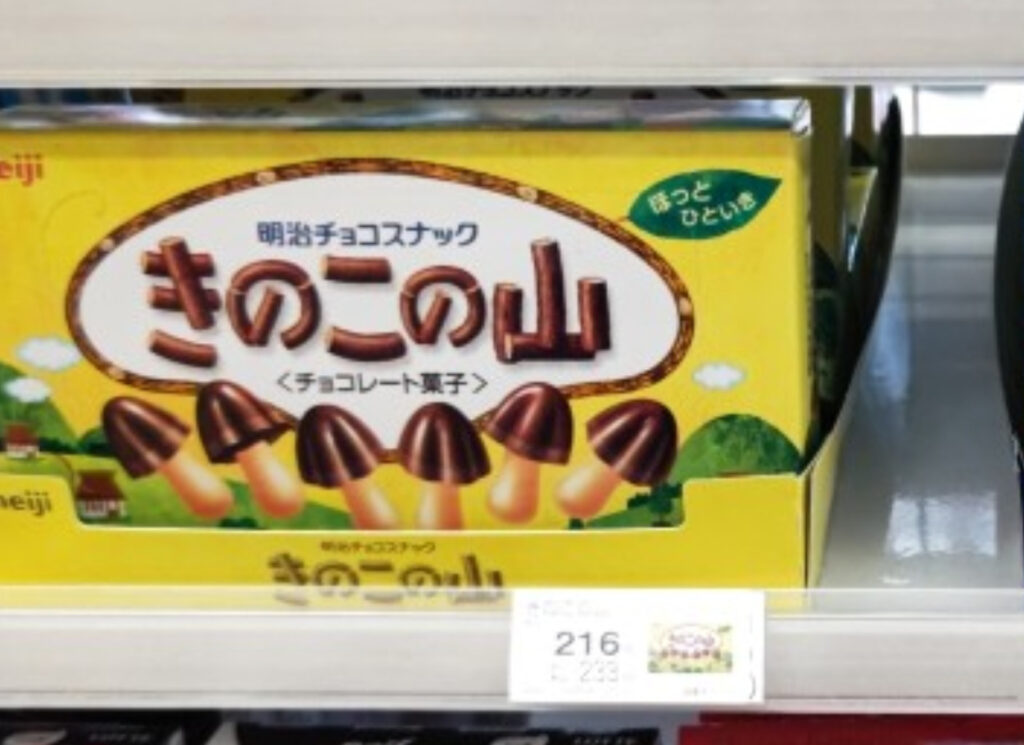 eiji
ほっと
ひといき
明治チョコスナック
きのこの山
<チョコレート菓子>
neiji
明治チョコスナック
きのこの山
216
233